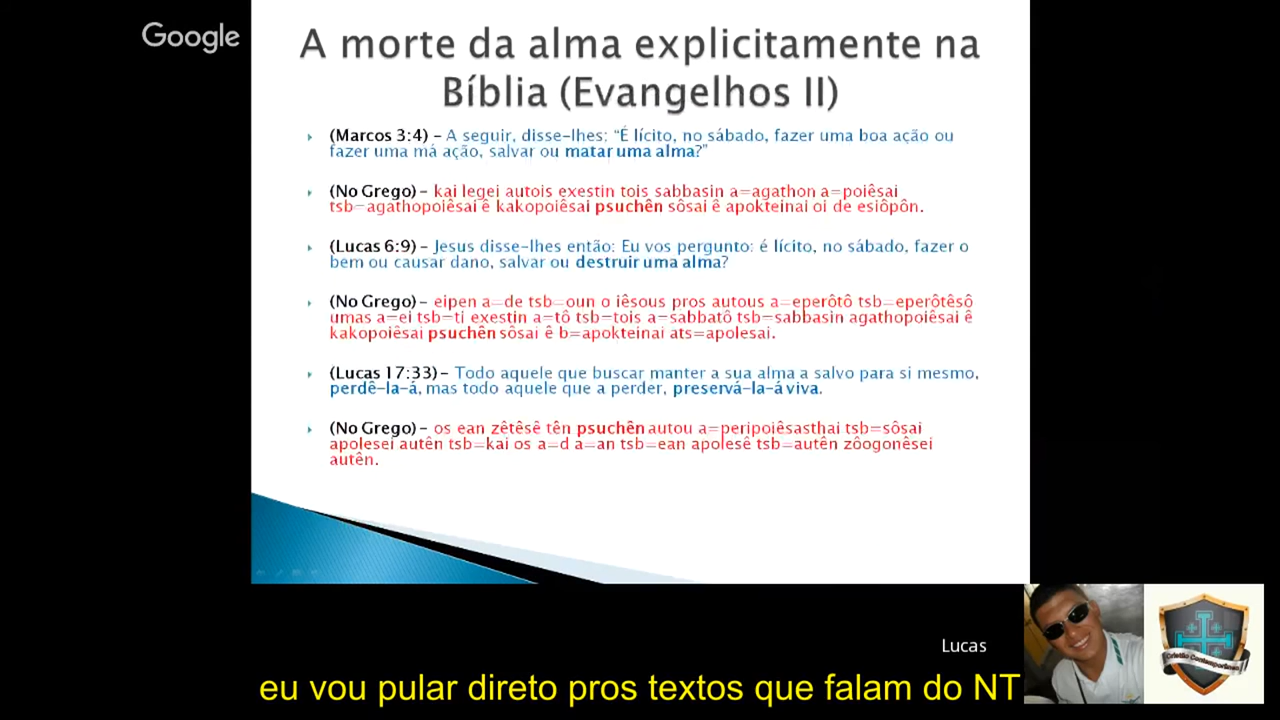 Google
A morte da alma explicitamente na
Bíblia (Evangelhos II)
(Marcos 3:4) – A seguir, disse-lhes: “É lícito, no sábado, fazer uma boa ação ou
fazer uma má ação, salvar ou matar uma alma?”
(No Grego) – kai legei autois exestin tois sabbasin a=agathon a=poiêsai
tsb=agathopoiêsai ê kakopoiêsai psuchên sôsai ê apokteinai oi de esiôpôn.
(Lucas 6:9) – Jesus disse-lhes então: Eu vos pergunto: é lícito, no sábado, fazer o
bem ou causar dano, salvar ou destruir uma alma?
(No Grego) – eipen a=de tsb=oun o iêsous pros autous a=eperôtô tsb=eperôtêsô
umas a=ei tsb=ti exestin a=tô tsb=tois a=sabbatô tsb=sabbasin agathopoiêsai ê
kakopoiêsai psuchên sôsai ê b=apokteinai ats=apolesai.
(Lucas 17:33) – Todo aquele que buscar manter a sua alma a salvo para si mesmo,
perdê-la-á, mas todo aquele que a perder, preservá-la-á viva.
(No Grego) – os ean zêtêsê tên psuchên autou a=peripoiêsasthai tsb=sôsai
apolesei autên tsb=kai os a=d a=an tsb=ean apolesê tsb=autên zôogonêsei
autên.
Lucas
Cristão Contemporâneo
eu vou pular direto pros textos que falam do NT